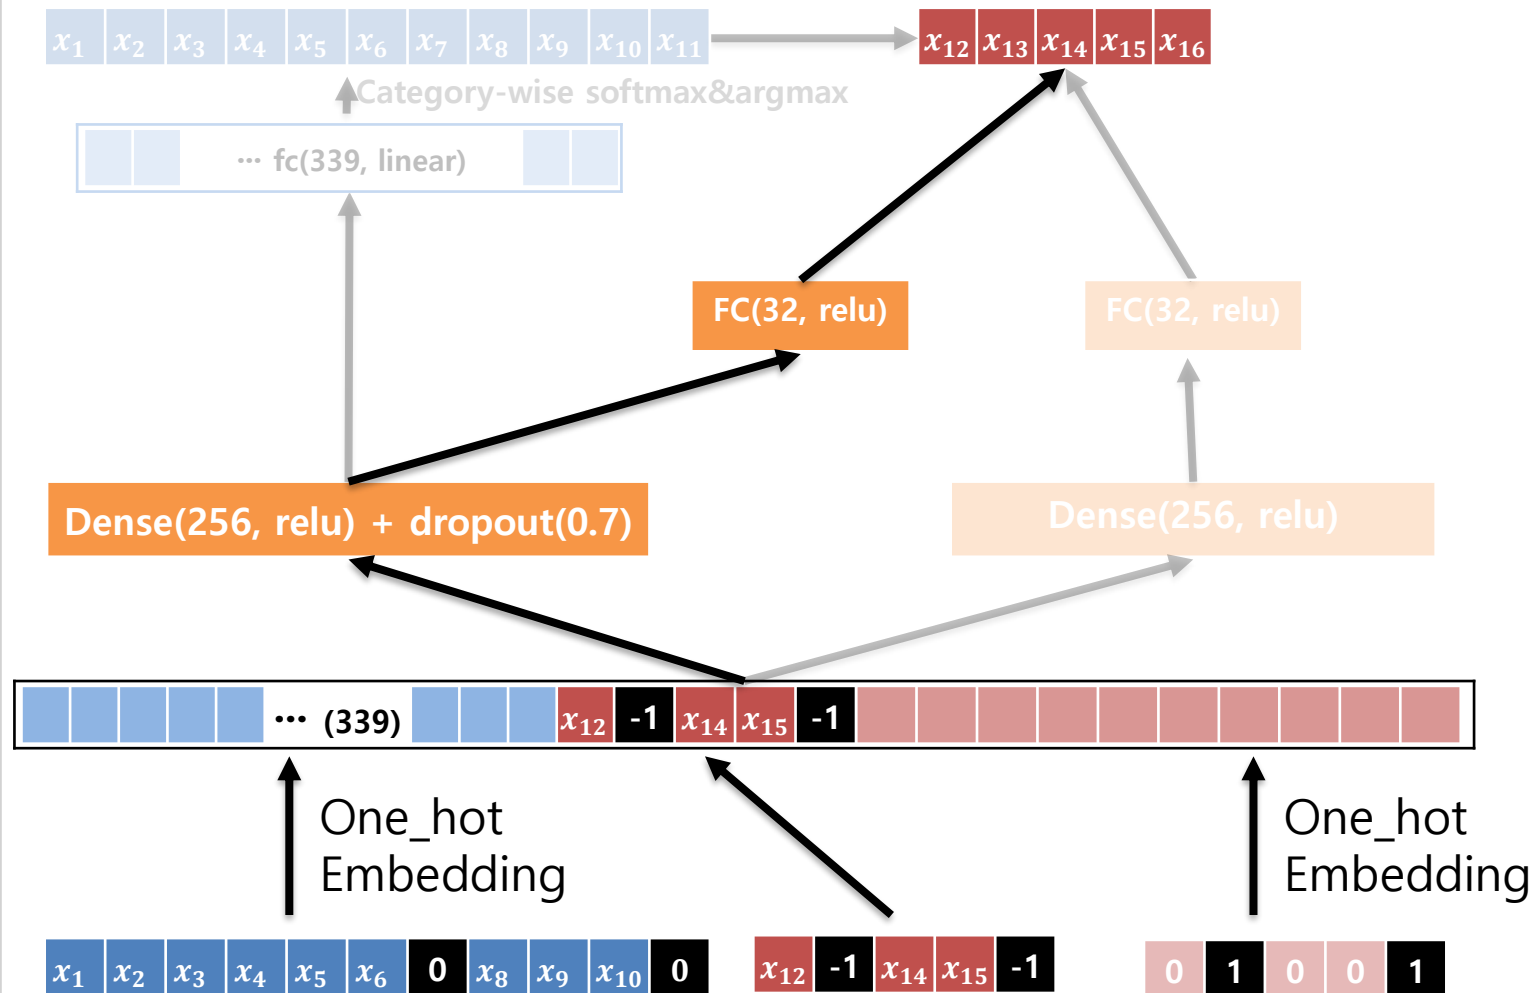 x₁ x₂ x₃ x₄ x₅ x₆ x₇ x₈ x₉ x₁₀ x₁₁ x₁₂ x₁₃ x₁₄ x₁₅ x₁₆
Category-wise softmax&argmax
··· fc(339, linear)
FC(32, relu) FC(32, relu)
Dense(256, relu) + dropout(0.7) Dense(256, relu)
··· (339) x₁₂ -1 x₁₄ x₁₅ -1
One_hot
Embedding
One_hot
Embedding
x₁ x₂ x₃ x₄ x₅ x₆ 0 x₈ x₉ x₁₀ 0 x₁₂ -1 x₁₄ x₁₅ -1 0 1 0 0 1